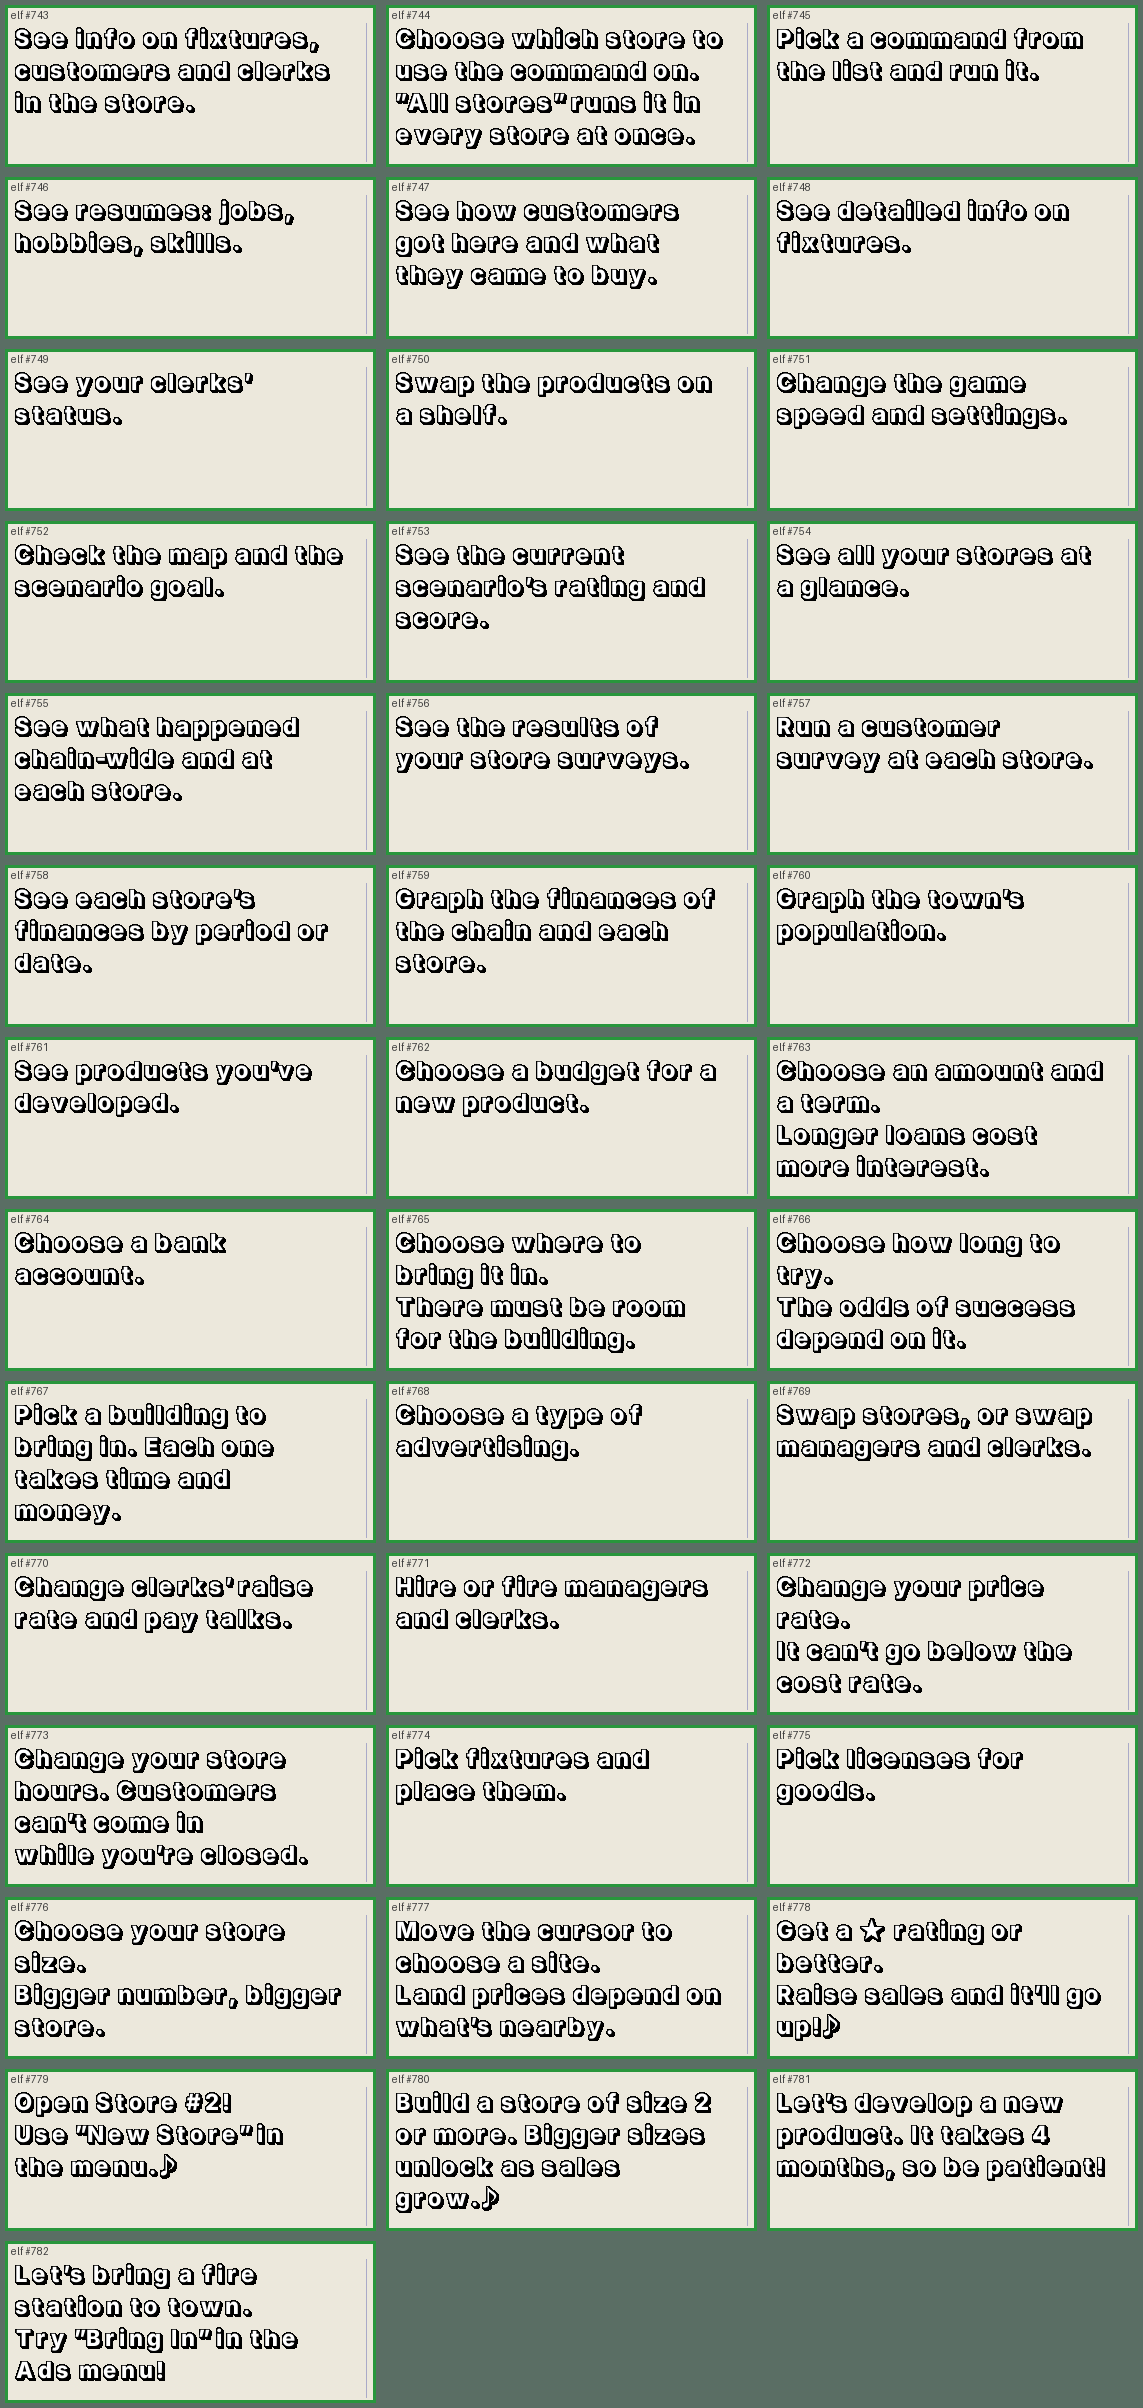 elf #743
See info on fixtures,
customers and clerks
in the store.
elf #744
Choose which store to
use the command on.
"All stores" runs it in
every store at once.
elf #745
Pick a command from
the list and run it.
elf #746
See resumes: jobs,
hobbies, skills.
elf #747
See how customers
got here and what
they came to buy.
elf #748
See detailed info on
fixtures.
elf #749
See your clerks'
status.
elf #750
Swap the products on
a shelf.
elf #751
Change the game
speed and settings.
elf #752
Check the map and the
scenario goal.
elf #753
See the current
scenario's rating and
score.
elf #754
See all your stores at
a glance.
elf #755
See what happened
chain-wide and at
each store.
elf #756
See the results of
your store surveys.
elf #757
Run a customer
survey at each store.
elf #758
See each store's
finances by period or
date.
elf #759
Graph the finances of
the chain and each
store.
elf #760
Graph the town's
population.
elf #761
See products you've
developed.
elf #762
Choose a budget for a
new product.
elf #763
Choose an amount and
a term.
Longer loans cost
more interest.
elf #764
Choose a bank
account.
elf #765
Choose where to
bring it in.
There must be room
for the building.
elf #766
Choose how long to
try.
The odds of success
depend on it.
elf #767
Pick a building to
bring in. Each one
takes time and
money.
elf #768
Choose a type of
advertising.
elf #769
Swap stores, or swap
managers and clerks.
elf #770
Change clerks' raise
rate and pay talks.
elf #771
Hire or fire managers
and clerks.
elf #772
Change your price
rate.
It can't go below the
cost rate.
elf #773
Change your store
hours. Customers
can't come in
while you're closed.
elf #774
Pick fixtures and
place them.
elf #775
Pick licenses for
goods.
elf #776
Choose your store
size.
Bigger number, bigger
store.
elf #777
Move the cursor to
choose a site.
Land prices depend on
what's nearby.
elf #778
Get a ☆ rating or
better.
Raise sales and it'll go
up!♪
elf #779
Open Store #2!
Use "New Store" in
the menu.♪
elf #780
Build a store of size 2
or more. Bigger sizes
unlock as sales
grow.♪
elf #781
Let's develop a new
product. It takes 4
months, so be patient!
elf #782
Let's bring a fire
station to town.
Try "Bring In" in the
Ads menu!